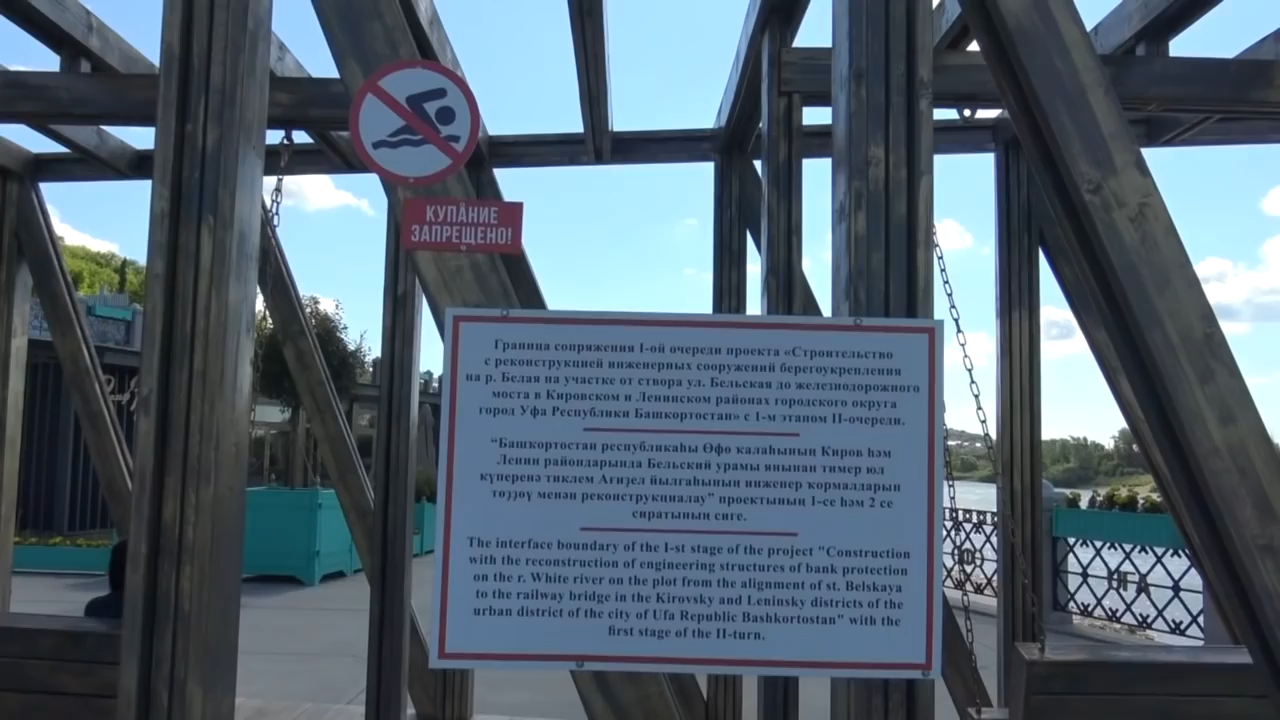 КУПАНИЕ
ЗАПРЕЩЕНО!
Граница сопряжения I-ой очереди проекта «Строительство
с реконструкцией инженерных сооружений берегоукрепления
на р. Белая на участке от створа ул. Бельская до железнодорожного
моста в Кировском и Ленинском районах городского округа
город Уфа Республики Башкортостан» с 1-м этапом II-очереди.
“Башҡортостан республикаһы Өфө ҡалаһының Киров һәм
Ленин райондарында Бельский урамы янынан тимер юл
күперенә тиклем Ағиҙел йылғаһының инженер ҡормаларын
төҙөү менән реконструкциялау” проектының 1-се һәм 2 се
сиратының сиге.
The interface boundary of the I-st stage of the project "Construction
with the reconstruction of engineering structures of bank protection
on the r. White river on the plot from the alignment of st. Belskaya
to the railway bridge in the Kirovsky and Leninsky districts of the
urban district of the city of Ufa Republic Bashkortostan" with the
first stage of the II-turn.
UFA